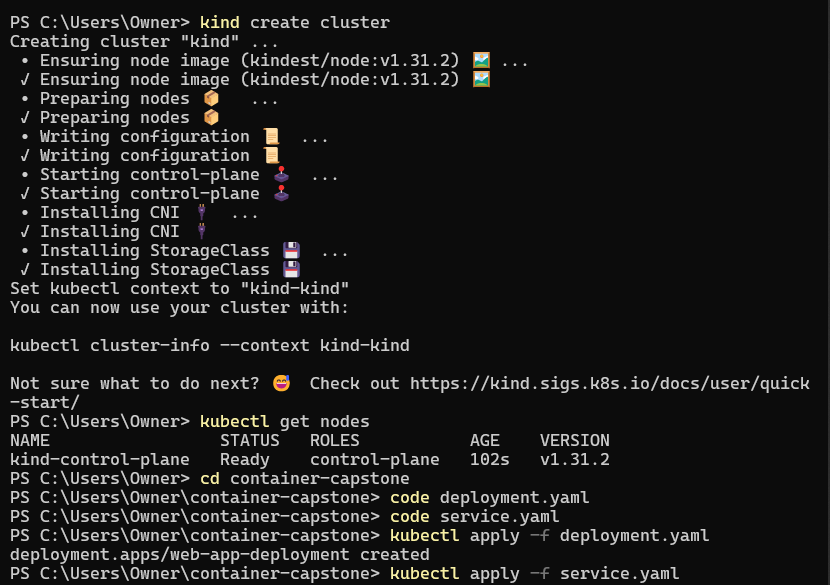 PS C:\Users\Owner> kind create cluster
Creating cluster "kind" ...
• Ensuring node image (kindest/node:v1.31.2) 🖼 ...
√ Ensuring node image (kindest/node:v1.31.2) 🖼
• Preparing nodes 📦 ...
√ Preparing nodes 📦
• Writing configuration 📜 ...
√ Writing configuration 📜
• Starting control-plane 🕹 ...
√ Starting control-plane 🕹
• Installing CNI 🔌 ...
√ Installing CNI 🔌
• Installing StorageClass 💾 ...
√ Installing StorageClass 💾
Set kubectl context to "kind-kind"
You can now use your cluster with:
kubectl cluster-info --context kind-kind
Not sure what to do next? 😅 Check out https://kind.sigs.k8s.io/docs/user/quick
-start/
PS C:\Users\Owner> kubectl get nodes
NAME STATUS ROLES AGE VERSION
kind-control-plane Ready control-plane 102s v1.31.2
PS C:\Users\Owner> cd container-capstone
PS C:\Users\Owner\container-capstone> code deployment.yaml
PS C:\Users\Owner\container-capstone> code service.yaml
PS C:\Users\Owner\container-capstone> kubectl apply -f deployment.yaml
deployment.apps/web-app-deployment created
PS C:\Users\Owner\container-capstone> kubectl apply -f service.yaml